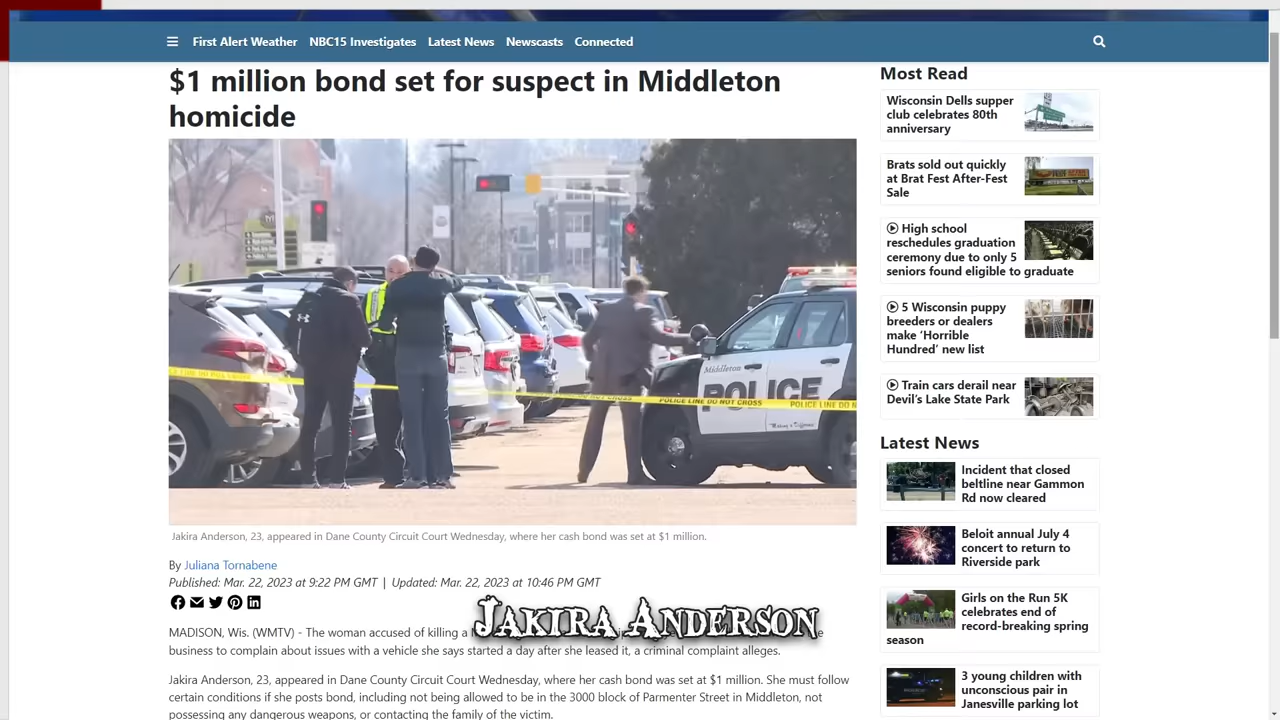 First Alert Weather NBC15 Investigates Latest News Newscasts Connected
$1 million bond set for suspect in Middleton
homicide
Middleton
POLICE
POLICE LINE DO NOT CROSS
POLICE LINE DO N
Jakira Anderson, 23, appeared in Dane County Circuit Court Wednesday, where her cash bond was set at $1 million.
By Juliana Tornabene
Published: Mar. 22, 2023 at 9:22 PM GMT | Updated: Mar. 22, 2023 at 10:46 PM GMT
JAKIRA ANDERSON
MADISON, Wis. (WMTV) - The woman accused of killing a
business to complain about issues with a vehicle she says started a day after she leased it, a criminal complaint alleges.
Jakira Anderson, 23, appeared in Dane County Circuit Court Wednesday, where her cash bond was set at $1 million. She must follow
certain conditions if she posts bond, including not being allowed to be in the 3000 block of Parmenter Street in Middleton, not
possessing any dangerous weapons, or contacting the family of the victim.
Most Read
Wisconsin Dells supper
club celebrates 80th
anniversary
Brats sold out quickly
at Brat Fest After-Fest
Sale
High school
reschedules graduation
ceremony due to only 5
seniors found eligible to graduate
5 Wisconsin puppy
breeders or dealers
make ‘Horrible
Hundred’ new list
Train cars derail near
Devil’s Lake State Park
Latest News
Incident that closed
beltline near Gammon
Rd now cleared
Beloit annual July 4
concert to return to
Riverside park
Girls on the Run 5K
celebrates end of
record-breaking spring
season
3 young children with
unconscious pair in
Janesville parking lot